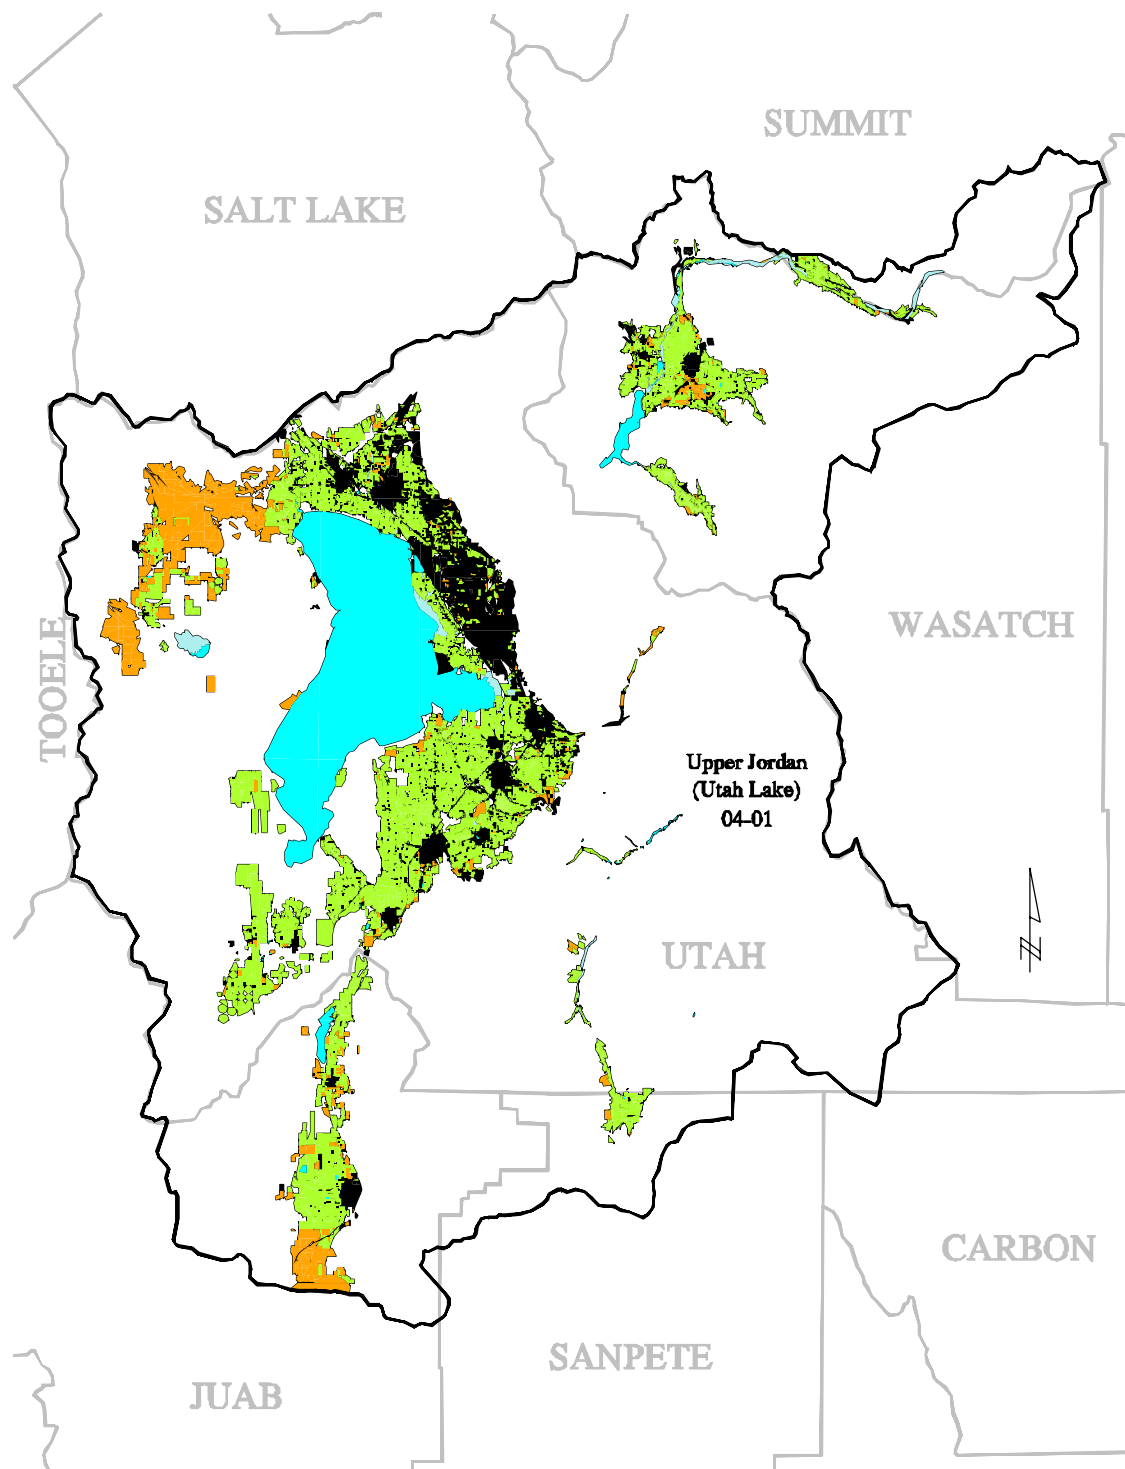 SUMMIT
SALT LAKE
WASATCH
TOOELE
Upper Jordan
(Utah Lake)
04-01
UTAH
N
CARBON
SANPETE
JUAB